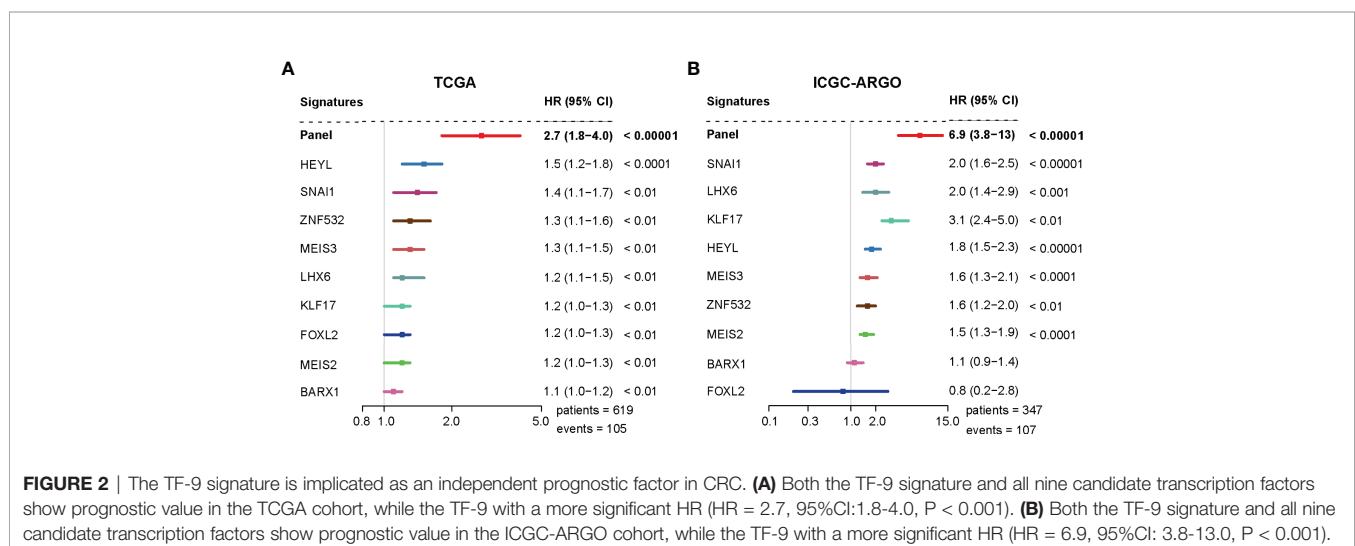 A
TCGA
Signatures HR (95% CI)
Panel 2.7 (1.8−4.0) < 0.00001
HEYL 1.5 (1.2−1.8) < 0.0001
SNAI1 1.4 (1.1−1.7) < 0.01
ZNF532 1.3 (1.1−1.6) < 0.01
MEIS3 1.3 (1.1−1.5) < 0.01
LHX6 1.2 (1.1−1.5) < 0.01
KLF17 1.2 (1.0−1.3) < 0.01
FOXL2 1.2 (1.0−1.3) < 0.01
MEIS2 1.2 (1.0−1.3) < 0.01
BARX1 1.1 (1.0−1.2) < 0.01
0.8 1.0 2.0 5.0
patients = 619
events = 105
B
ICGC-ARGO
Signatures HR (95% CI)
Panel 6.9 (3.8−13) < 0.00001
SNAI1 2.0 (1.6−2.5) < 0.00001
LHX6 2.0 (1.4−2.9) < 0.001
KLF17 3.1 (2.4−5.0) < 0.01
HEYL 1.8 (1.5−2.3) < 0.00001
MEIS3 1.6 (1.3−2.1) < 0.0001
ZNF532 1.6 (1.2−2.0) < 0.01
MEIS2 1.5 (1.3−1.9) < 0.0001
BARX1 1.1 (0.9−1.4)
FOXL2 0.8 (0.2−2.8)
0.1 0.3 1.0 2.0 15.0
patients = 347
events = 107
FIGURE 2 | The TF-9 signature is implicated as an independent prognostic factor in CRC. (A) Both the TF-9 signature and all nine candidate transcription factors
show prognostic value in the TCGA cohort, while the TF-9 with a more significant HR (HR = 2.7, 95%CI:1.8-4.0, P < 0.001). (B) Both the TF-9 signature and all nine
candidate transcription factors show prognostic value in the ICGC-ARGO cohort, while the TF-9 with a more significant HR (HR = 6.9, 95%CI: 3.8-13.0, P < 0.001).